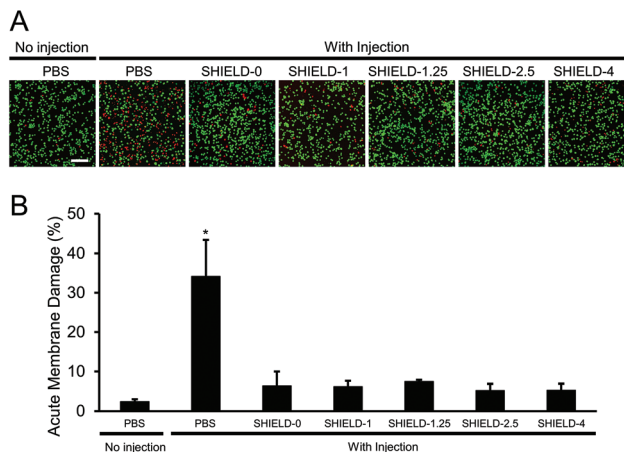 A
No injection With Injection
PBS PBS SHIELD-0 SHIELD-1 SHIELD-1.25 SHIELD-2.5 SHIELD-4
B
Acute Membrane Damage (%)
50
40
30
20
10
0
*
PBS PBS SHIELD-0 SHIELD-1 SHIELD-1.25 SHIELD-2.5 SHIELD-4
No injection With Injection